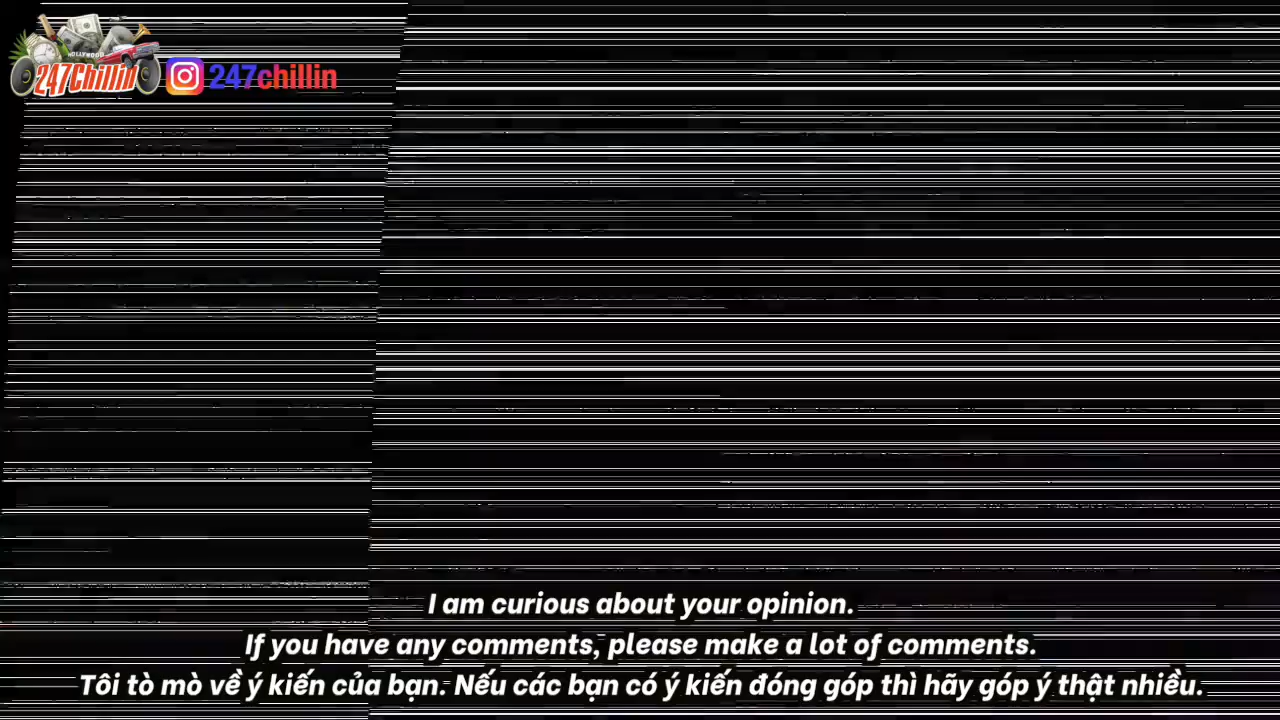 HOLLYWOOD
247Chillin
247chillin
I am curious about your opinion.
If you have any comments, please make a lot of comments.
Tôi tò mò về ý kiến của bạn. Nếu các bạn có ý kiến đóng góp thì hãy góp ý thật nhiều.